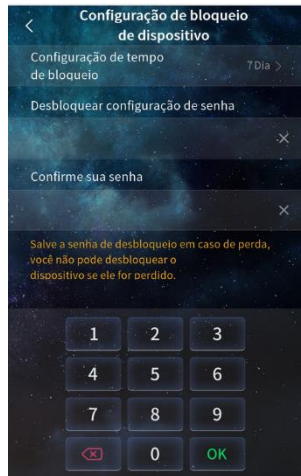 Configuração de bloqueio
de dispositivo
Configuração de tempo
de bloqueio
7 Dia >
Desbloquear configuração de senha
Confirme sua senha
Salve a senha de desbloqueio em caso de perda,
você não pode desbloquear o
dispositivo se ele for perdido.
1 2 3
4 5 6
7 8 9
0 OK